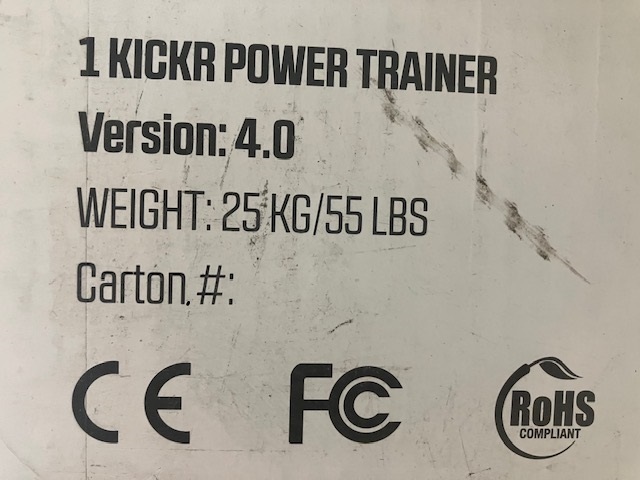 1 KICKR POWER TRAINER
Version: 4.0
WEIGHT: 25 KG/55 LBS
Carton #:
CE FC RoHS
COMPLIANT